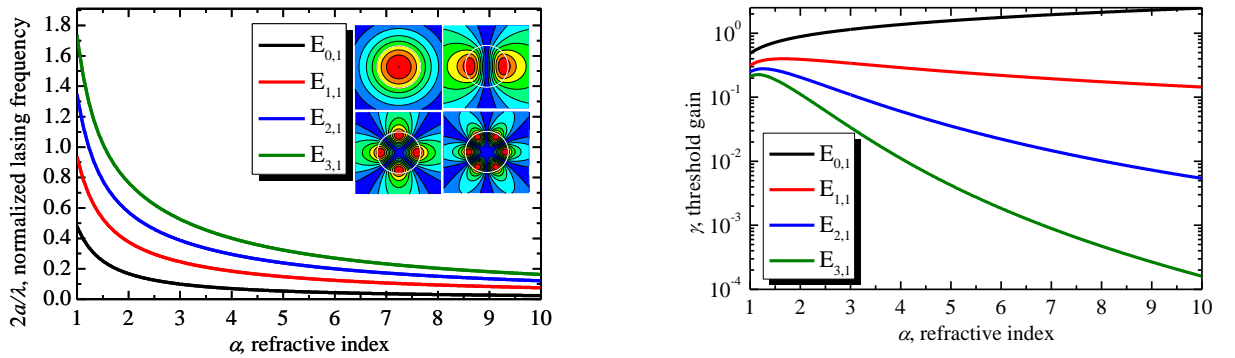 2a/λ, normalized lasing frequency
1.8
1.6
1.4
1.2
1.0
0.8
0.6
0.4
0.2
0.0
E0,1
E1,1
E2,1
E3,1
1 2 3 4 5 6 7 8 9 10
α, refractive index
γ, threshold gain
10^0
10^-1
10^-2
10^-3
10^-4
E0,1
E1,1
E2,1
E3,1
1 2 3 4 5 6 7 8 9 10
α, refractive index